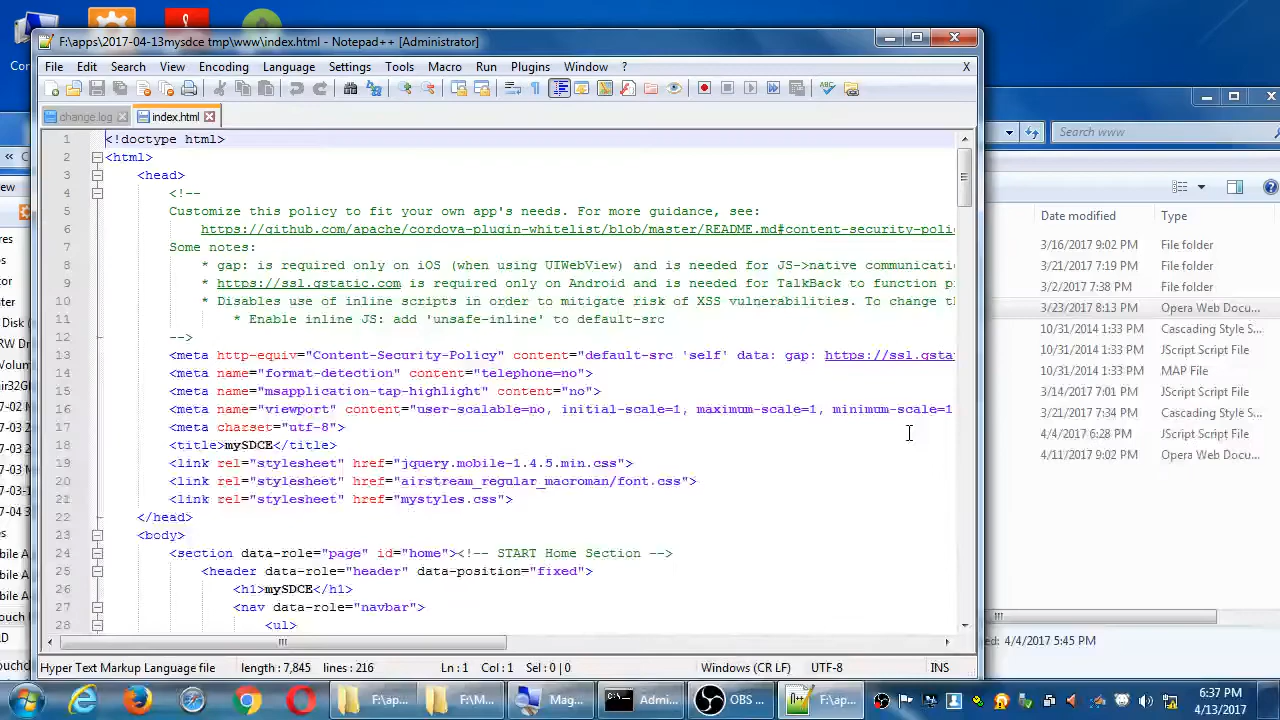 F:\apps\2017-04-13mysdce tmp\www\index.html - Notepad++ [Administrator]
File Edit Search View Encoding Language Settings Tools Macro Run Plugins Window ? X
change.log index.html
1 <!doctype html>
2 <html>
3 <head>
4 <!--
5 Customize this policy to fit your own app's needs. For more guidance, see:
6 https://github.com/apache/cordova-plugin-whitelist/blob/master/README.md#content-security-poli
7 Some notes:
8 * gap: is required only on iOS (when using UIWebView) and is needed for JS->native communicati
9 * https://ssl.gstatic.com is required only on Android and is needed for TalkBack to function p
10 * Disables use of inline scripts in order to mitigate risk of XSS vulnerabilities. To change th
11 * Enable inline JS: add 'unsafe-inline' to default-src
12 -->
13 <meta http-equiv="Content-Security-Policy" content="default-src 'self' data: gap: https://ssl.gsta
14 <meta name="format-detection" content="telephone=no">
15 <meta name="msapplication-tap-highlight" content="no">
16 <meta name="viewport" content="user-scalable=no, initial-scale=1, maximum-scale=1, minimum-scale=1
17 <meta charset="utf-8">
18 <title>mySDCE</title>
19 <link rel="stylesheet" href="jquery.mobile-1.4.5.min.css">
20 <link rel="stylesheet" href="airstream_regular_macroman/font.css">
21 <link rel="stylesheet" href="mystyles.css">
22 </head>
23 <body>
24 <section data-role="page" id="home"><!-- START Home Section -->
25 <header data-role="header" data-position="fixed">
26 <h1>mySDCE</h1>
27 <nav data-role="navbar">
28 <ul>
Hyper Text Markup Language file length : 7,845 lines : 216 Ln : 1 Col : 1 Sel : 0 | 0 Windows (CR LF) UTF-8 INS
Search www
Date modified Type
3/16/2017 9:02 PM File folder
3/21/2017 7:19 PM File folder
3/2/2017 7:38 PM File folder
3/23/2017 8:13 PM Opera Web Docu...
10/31/2014 1:33 PM Cascading Style S...
10/31/2014 1:33 PM JScript Script File
10/31/2014 1:33 PM MAP File
3/14/2017 7:01 PM JScript Script File
3/21/2017 7:34 PM Cascading Style S...
4/4/2017 6:28 PM JScript Script File
4/11/2017 9:02 PM JScript Script File
ed: 4/4/2017 5:45 PM
F:\ap... F:\M... Mag... Admi... OBS ... F:\ap...
6:37 PM
4/13/2017